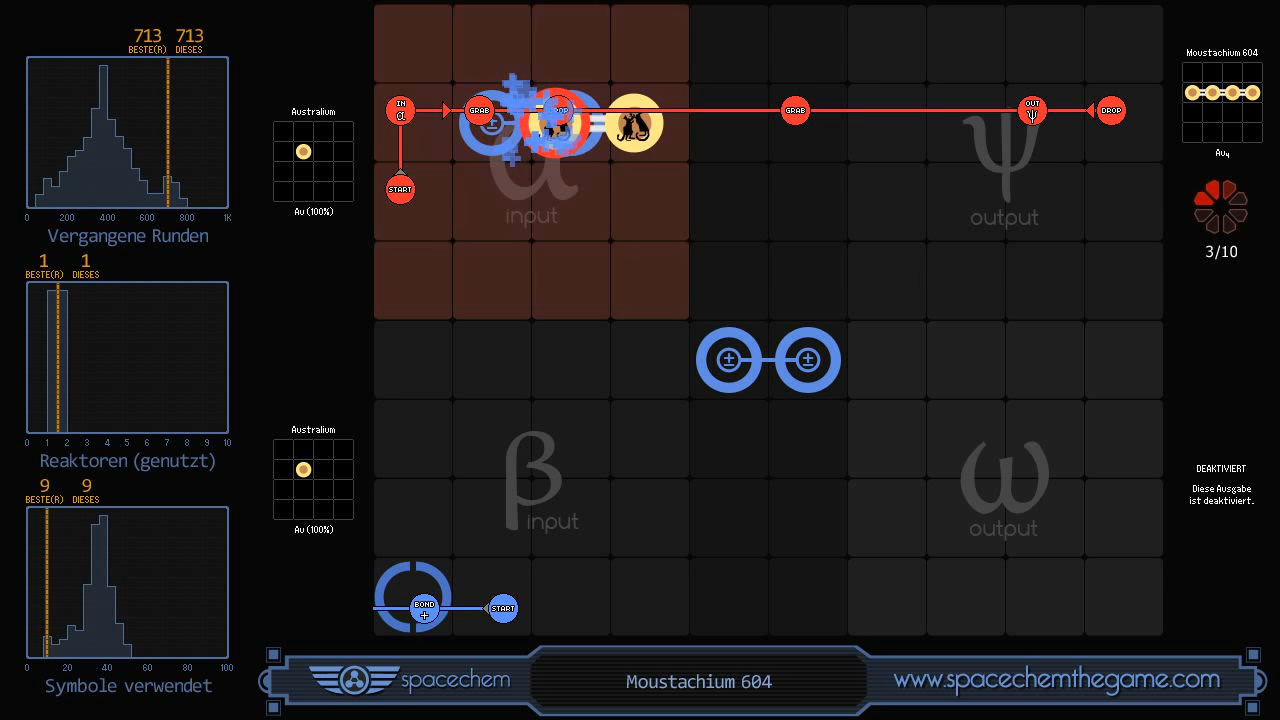 713 713
BESTE(R) DIESES
0 200 400 600 800 1K
Vergangene Runden
1 1
BESTE(R) DIESES
0 1 2 3 4 5 6 7 8 9 10
Reaktoren (genutzt)
9 9
BESTE(R) DIESES
0 20 40 60 80 100
Symbole verwendet
Australium
Au (100%)
Australium
Au (100%)
IN
α
GRAB
DROP
GRAB
OUT
ψ
DROP
START
α
input
ψ
output
β
input
ω
output
BOND
+
START
Moustachium 604
Au₄
3/10
DEAKTIVIERT
Diese Ausgabe
ist deaktiviert.
spacechem
Moustachium 604
www.spacechemthegame.com